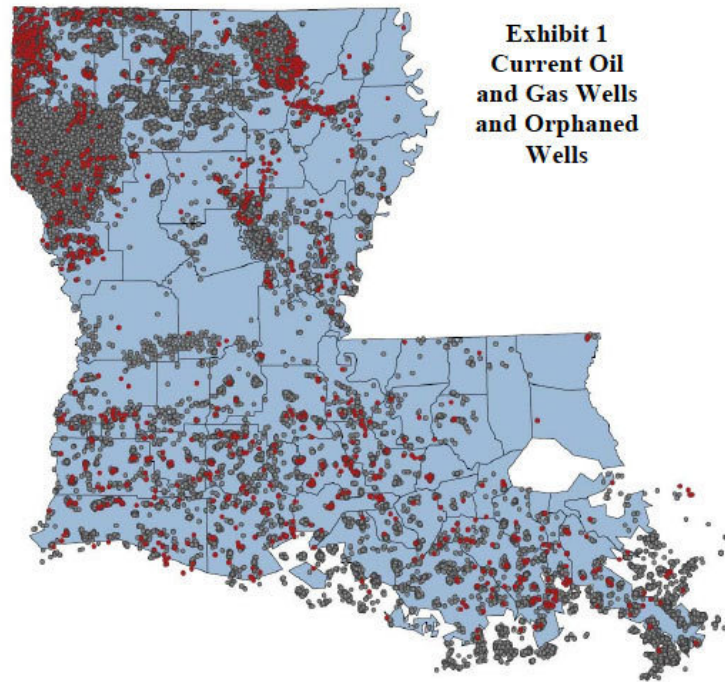 Exhibit 1
Current Oil
and Gas Wells
and Orphaned
Wells